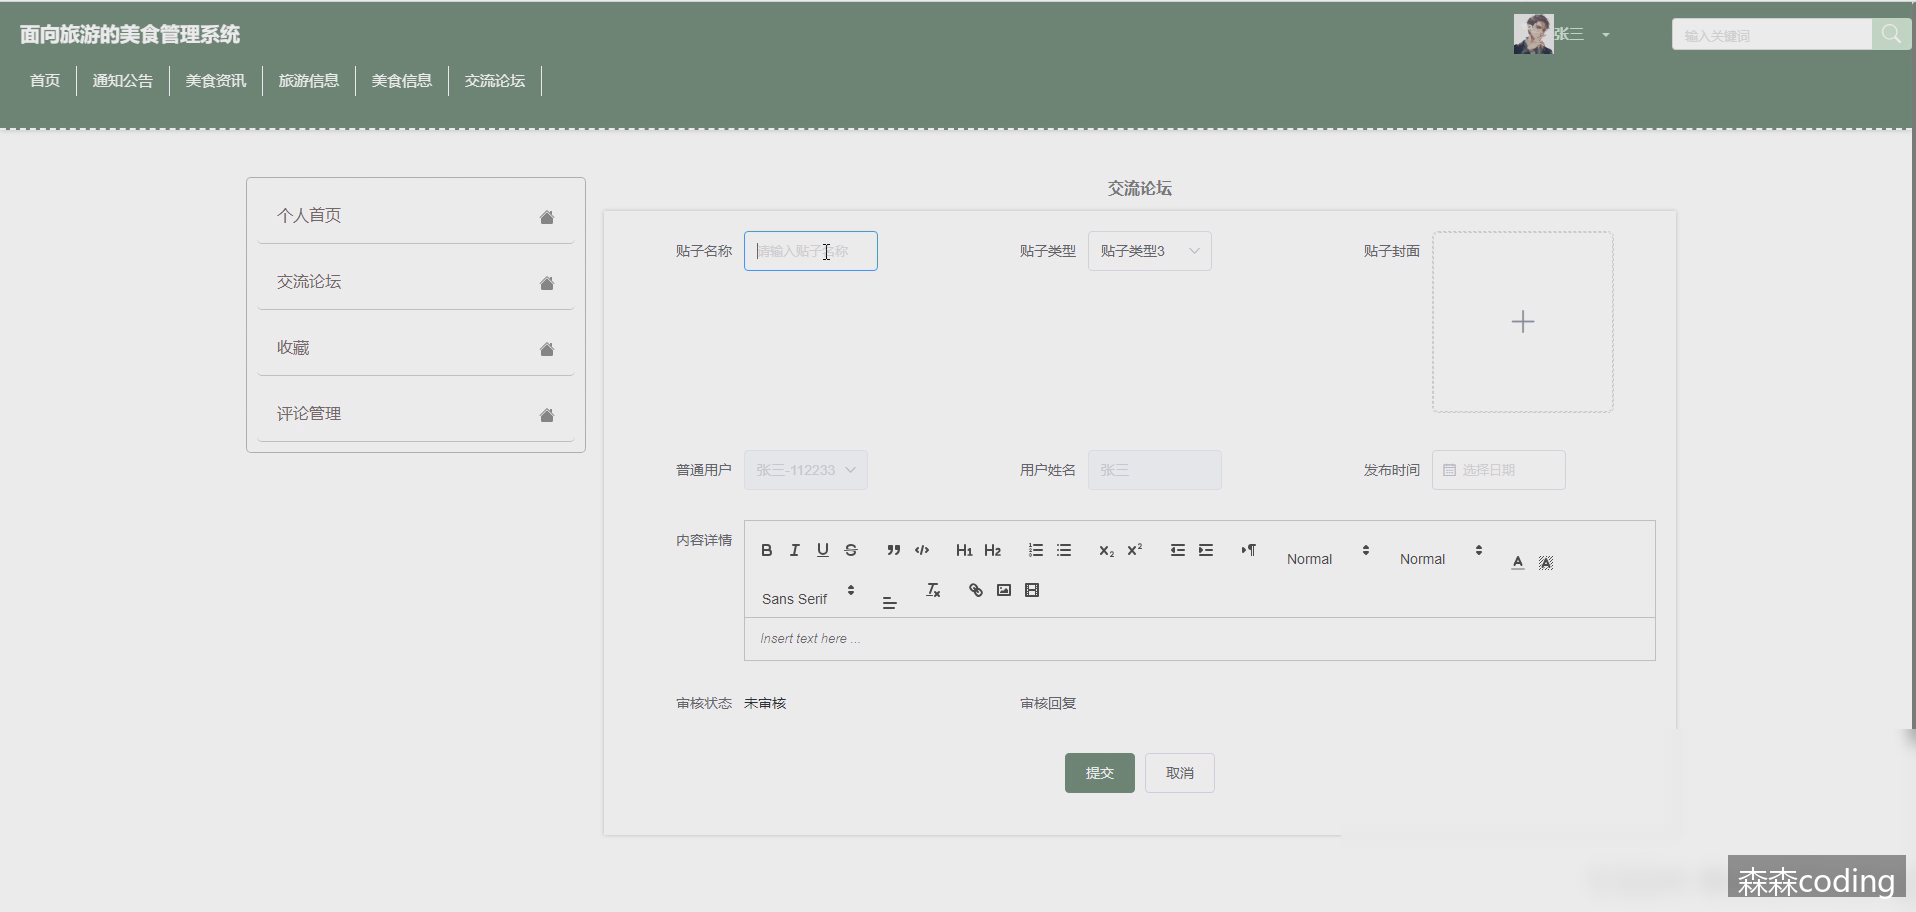 面向旅游的美食管理系统
张三
输入关键词
首页 通知公告 美食资讯 旅游信息 美食信息 交流论坛
个人首页
交流论坛
收藏
评论管理
交流论坛
贴子名称 请输入贴子名称 贴子类型 贴子类型3 贴子封面
普通用户 张三-112233 用户姓名 张三 发布时间 选择日期
内容详情
B I U S H1 H2 X2 X2 Normal Normal A A
Sans Serif Tx
Insert text here ...
审核状态 未审核 审核回复
提交 取消
森森coding